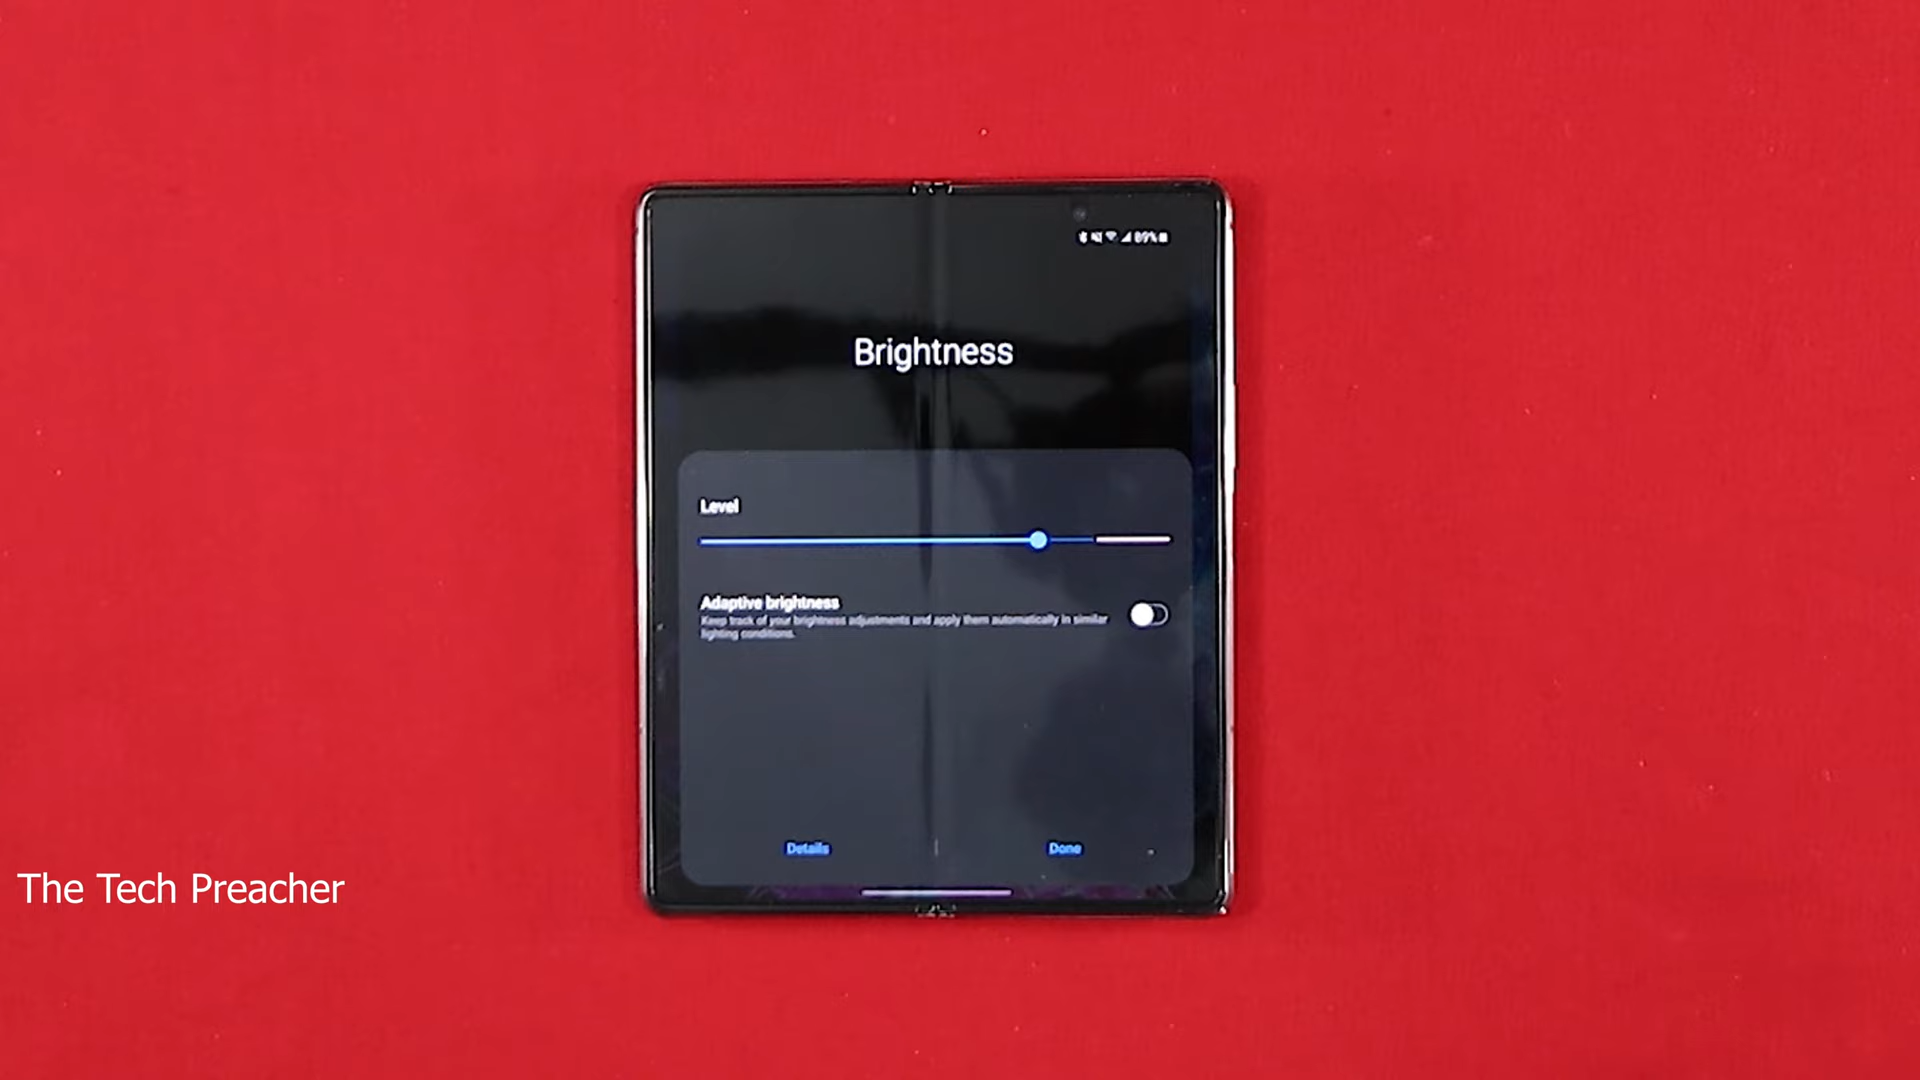 89%
Brightness
Level
Adaptive brightness
Keep track of your brightness adjustments and apply them automatically in similar
lighting conditions.
Details
Done
The Tech Preacher